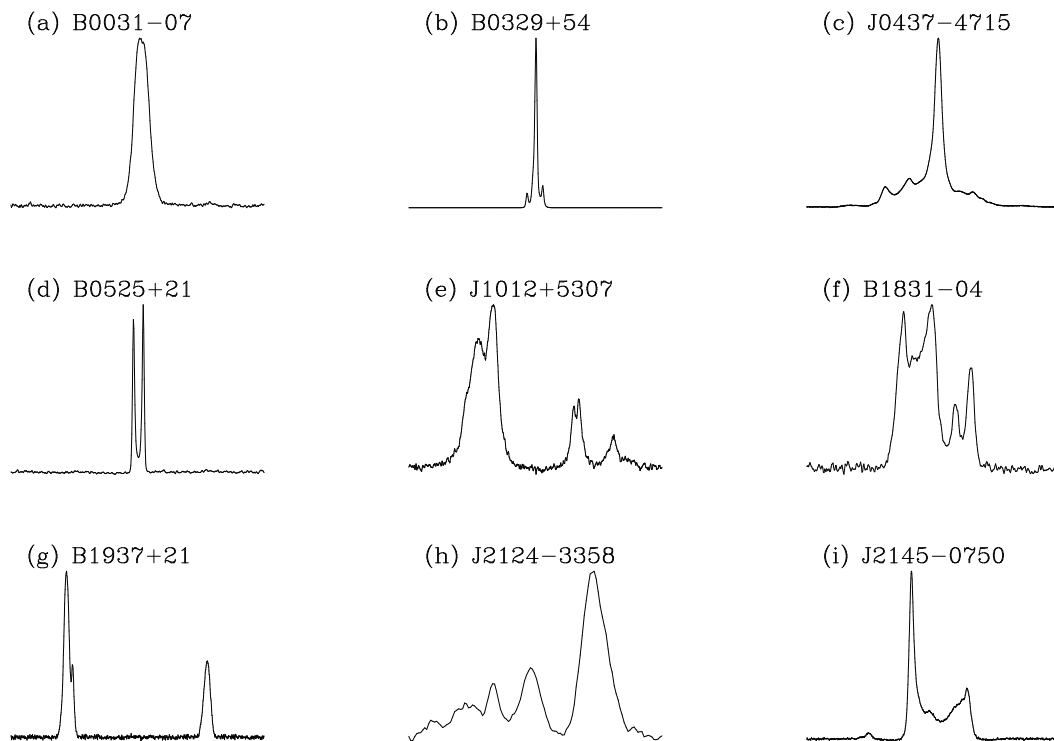 (a) B0031−07
(b) B0329+54
(c) J0437−4715
(d) B0525+21
(e) J1012+5307
(f) B1831−04
(g) B1937+21
(h) J2124−3358
(i) J2145−0750